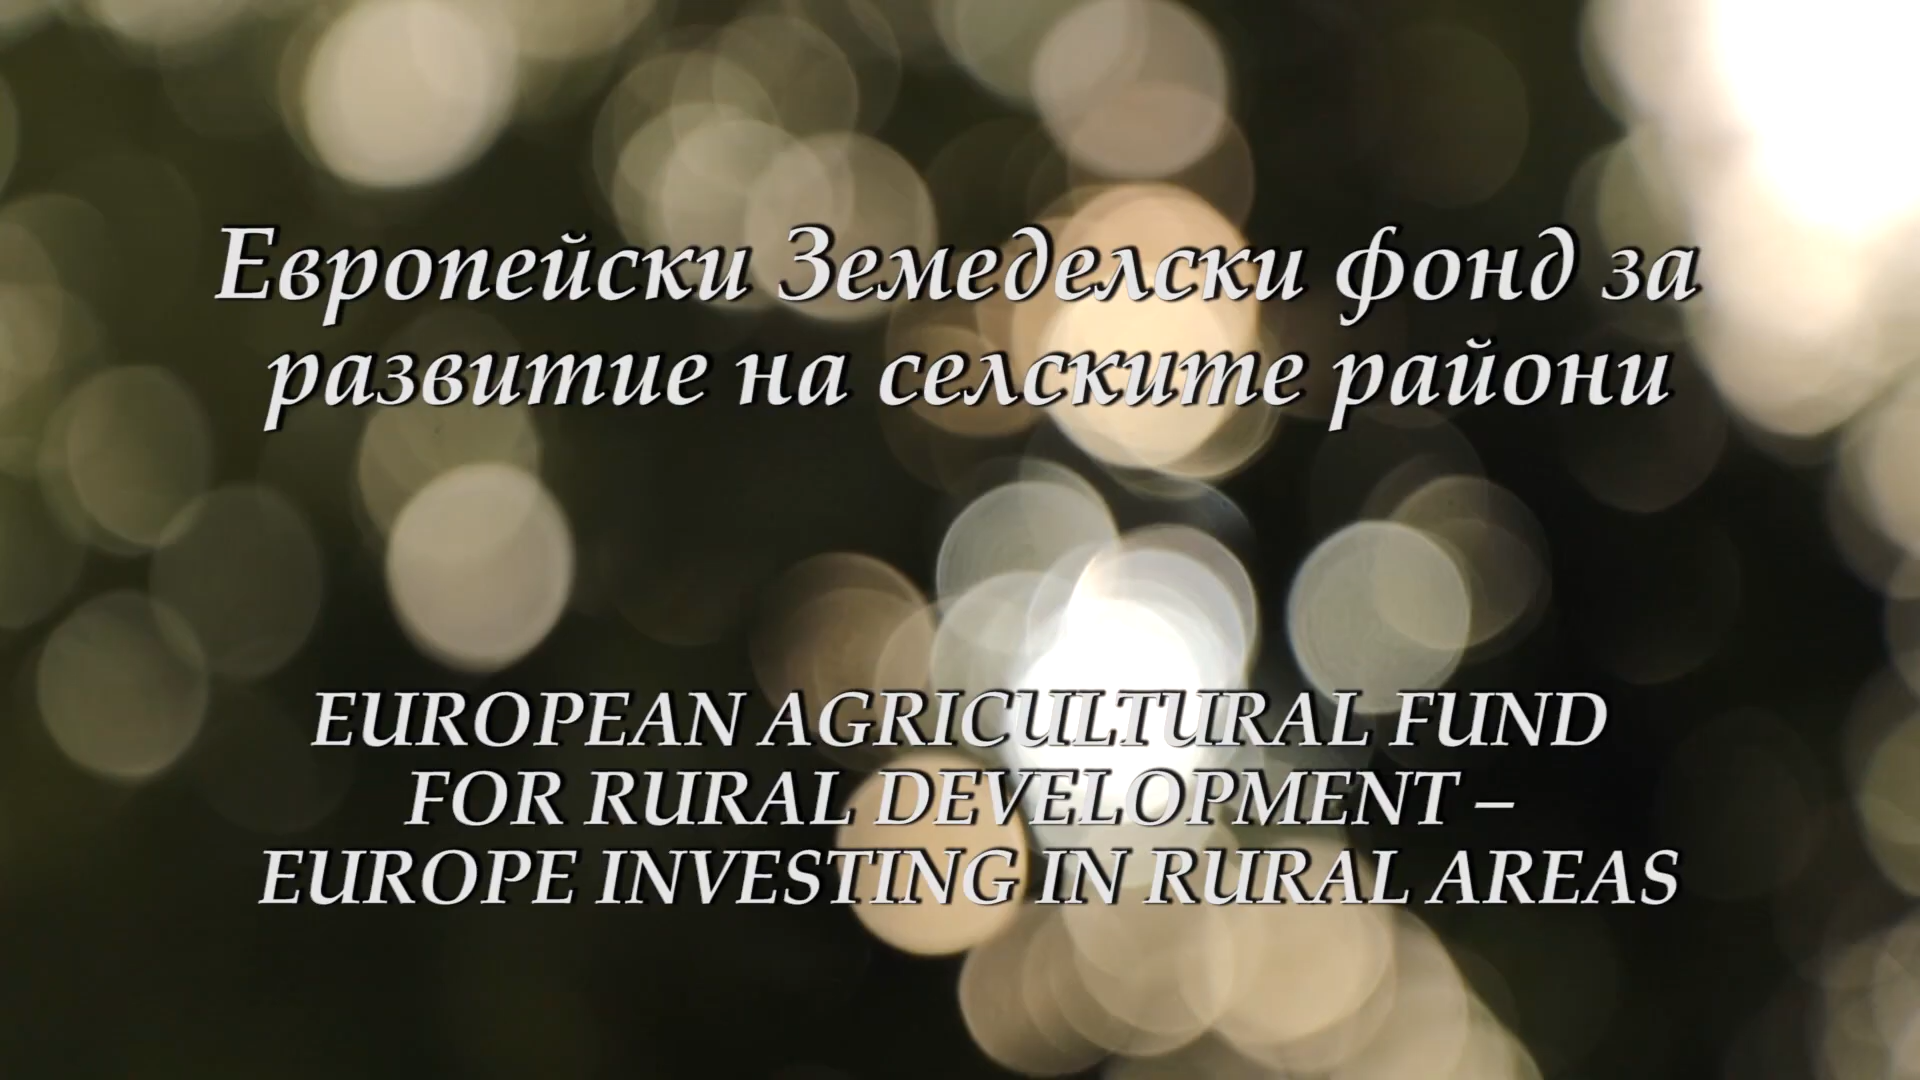 Европейски Земеделски фонд за
развитие на селските райони
EUROPEAN AGRICULTURAL FUND
FOR RURAL DEVELOPMENT –
EUROPE INVESTING IN RURAL AREAS